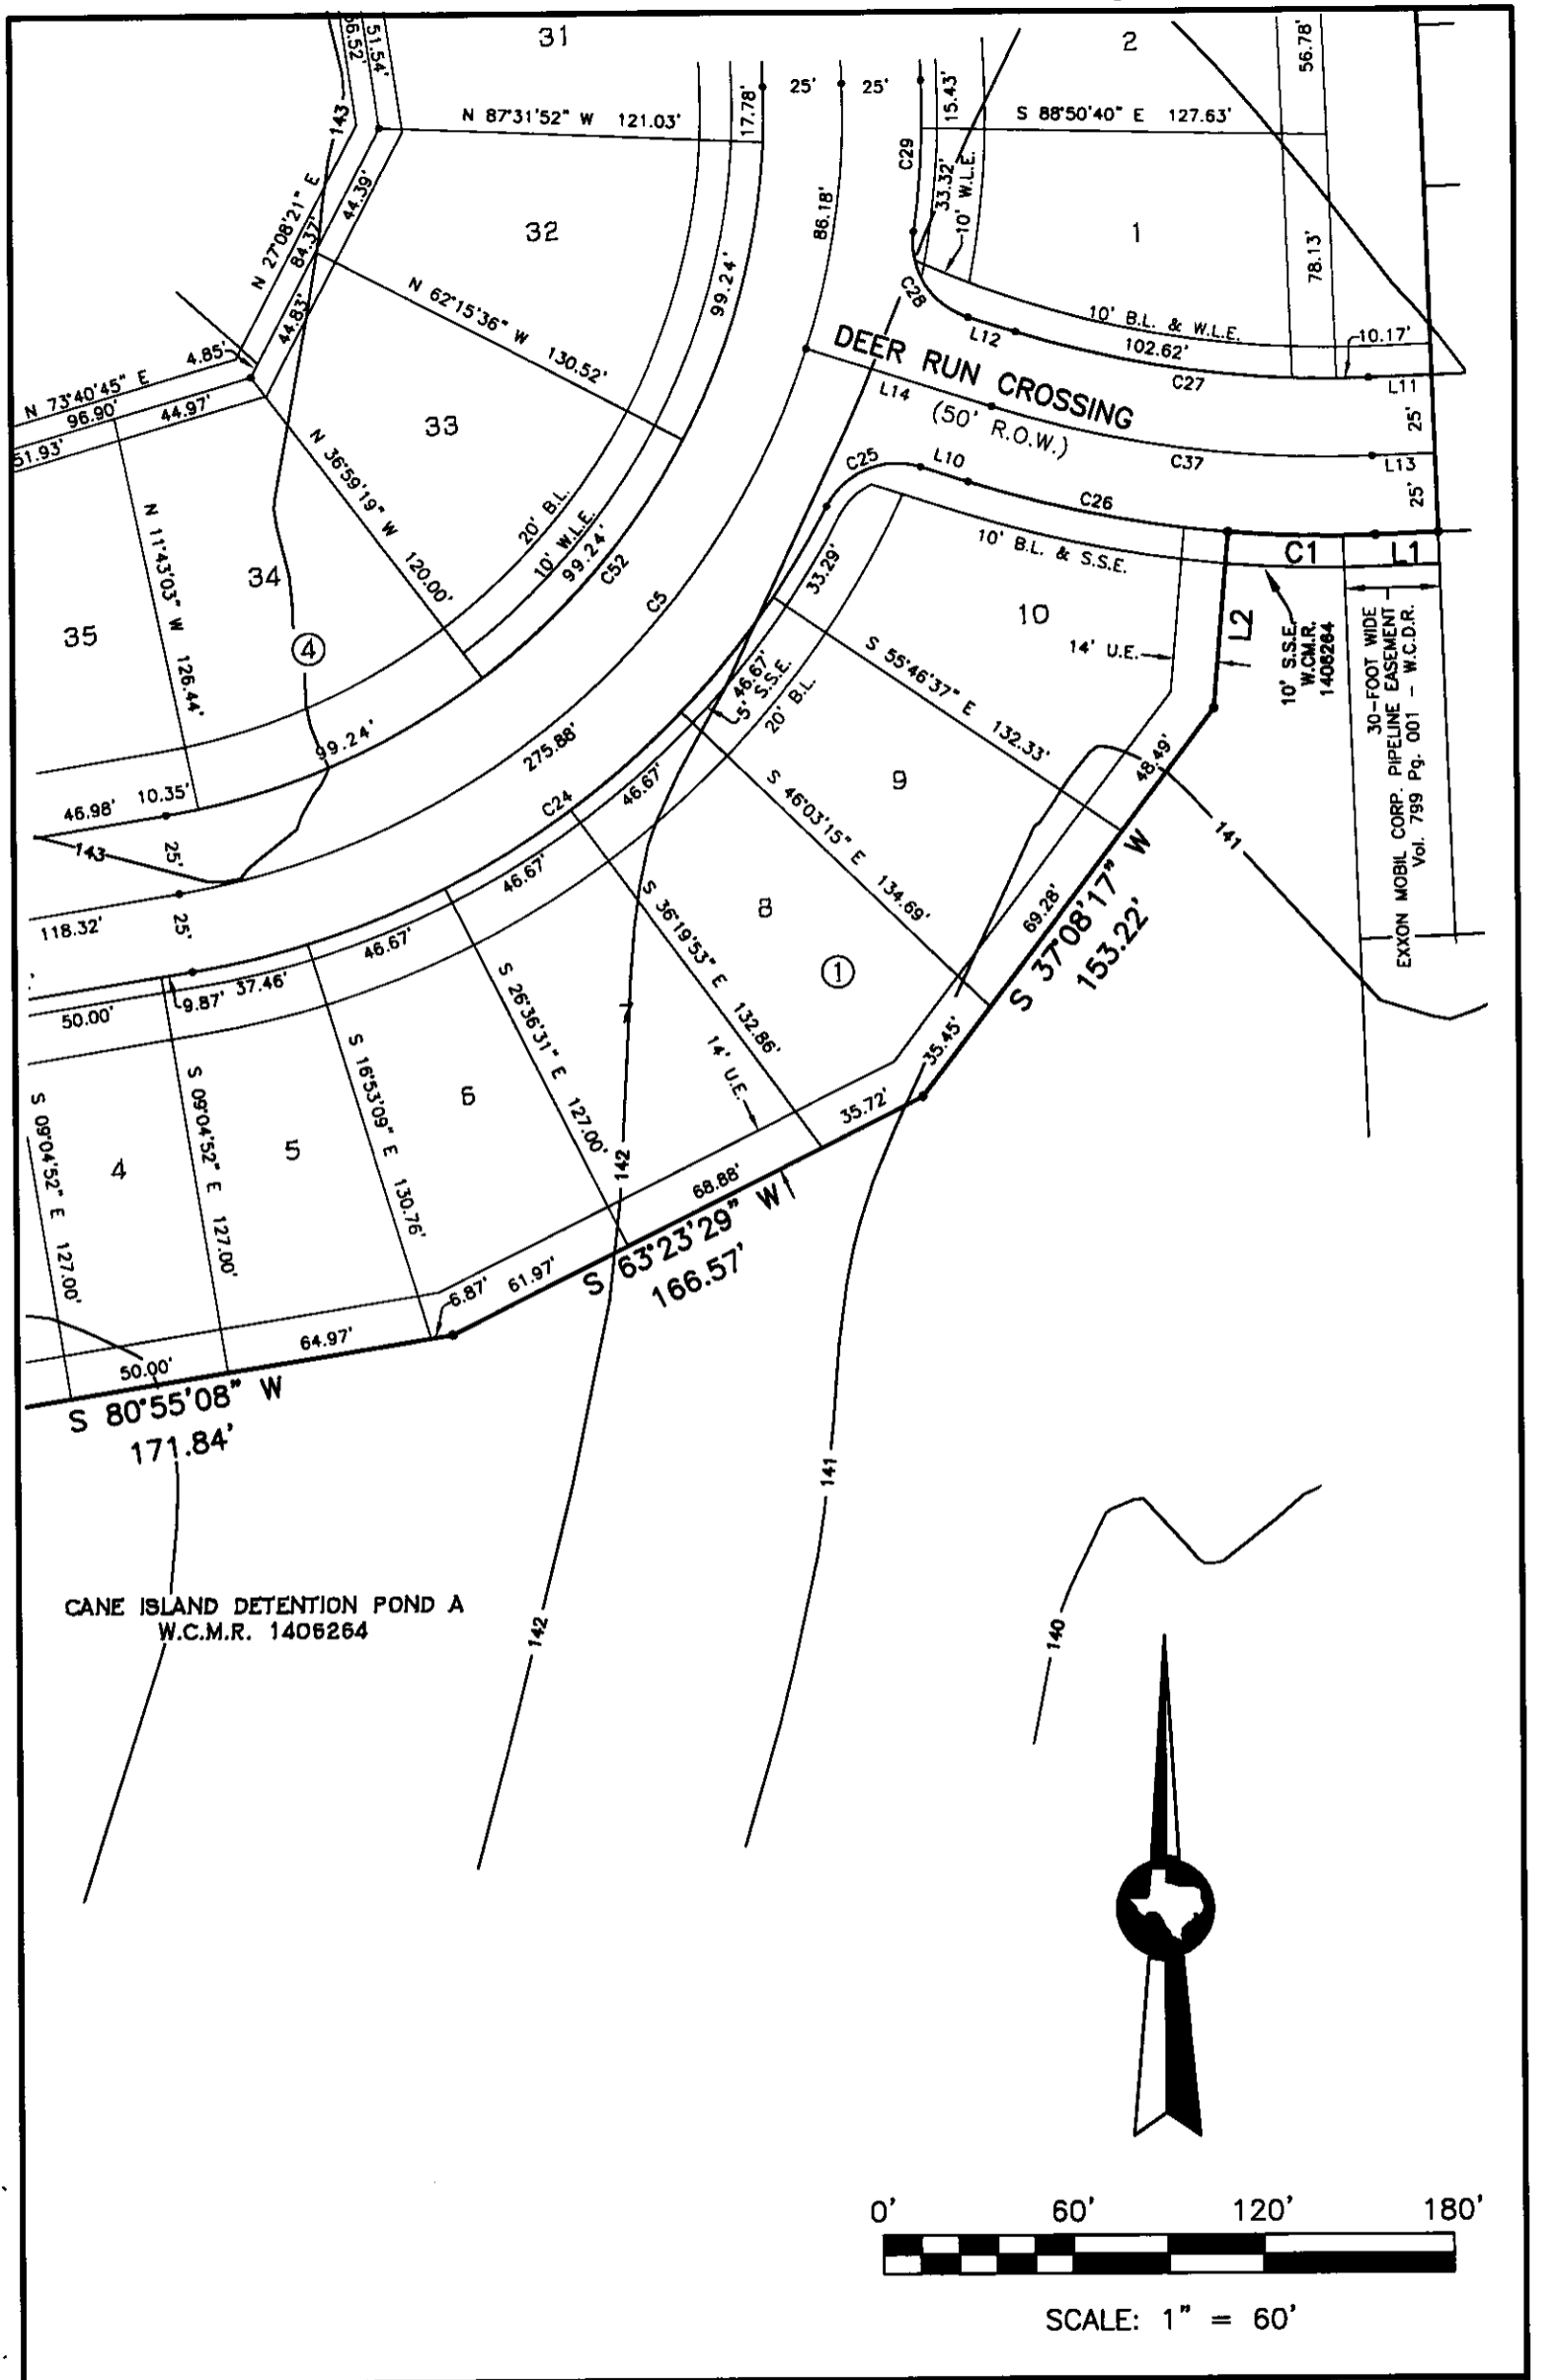 31
2
56.52'
51.54'
143
N 87°31'52" W 121.03'
17.78'
25'
25'
15.43'
S 88°50'40" E 127.63'
56.78'
C29
33.32'
10' W.L.E.
N 27°08'21" E
84.37'
44.39'
44.83'
32
86.18'
1
78.13'
N 62°15'36" W 130.52'
99.24'
C28
L12
10' B.L. & W.L.E.
102.62'
10.17'
C27
L11
DEER RUN CROSSING
(50' R.O.W.)
L14
25'
4.85'
N 73°40'45" E
96.90'
44.97'
51.93'
33
C37
L13
C25
L10
25'
N 36°59'19" W 120.00'
20' B.L.
10' W.L.E.
99.24'
C52
C26
10' B.L. & S.S.E.
C1
L1
N 11°43'03" W 126.44'
34
C5
33.29'
10
L2
10' S.S.E.
W.CM.R.
1406264
30-FOOT WIDE
EXXON MOBIL CORP. PIPELINE EASEMENT
Vol. 799 Pg. 001 - W.C.D.R.
35
4
14' U.E.
S 55°46'37" E 132.33'
46.67'
5' S.S.E.
20' B.L.
99.24'
275.88'
48.49'
46.98'
10.35'
143
25'
C24
46.67'
9
S 46°03'15" E 134.69'
141
S 37°08'17" W
153.22'
69.28'
118.32'
25'
46.67'
S 36°19'53" E 132.86'
8
1
46.67'
50.00'
9.87'
37.46'
S 26°36'31" E 127.00'
7
35.45'
S 16°53'09" E 130.76'
14' U.E.
35.72'
S 09°04'52" E 127.00'
S 09°04'52" E 127.00'
6
5
4
142
68.88'
S 63°23'29" W
166.57'
6.87'
61.97'
64.97'
50.00'
S 80°55'08" W
171.84'
141
CANE ISLAND DETENTION POND A
W.C.M.R. 1406264
142
140
0' 60' 120' 180'
SCALE: 1" = 60'